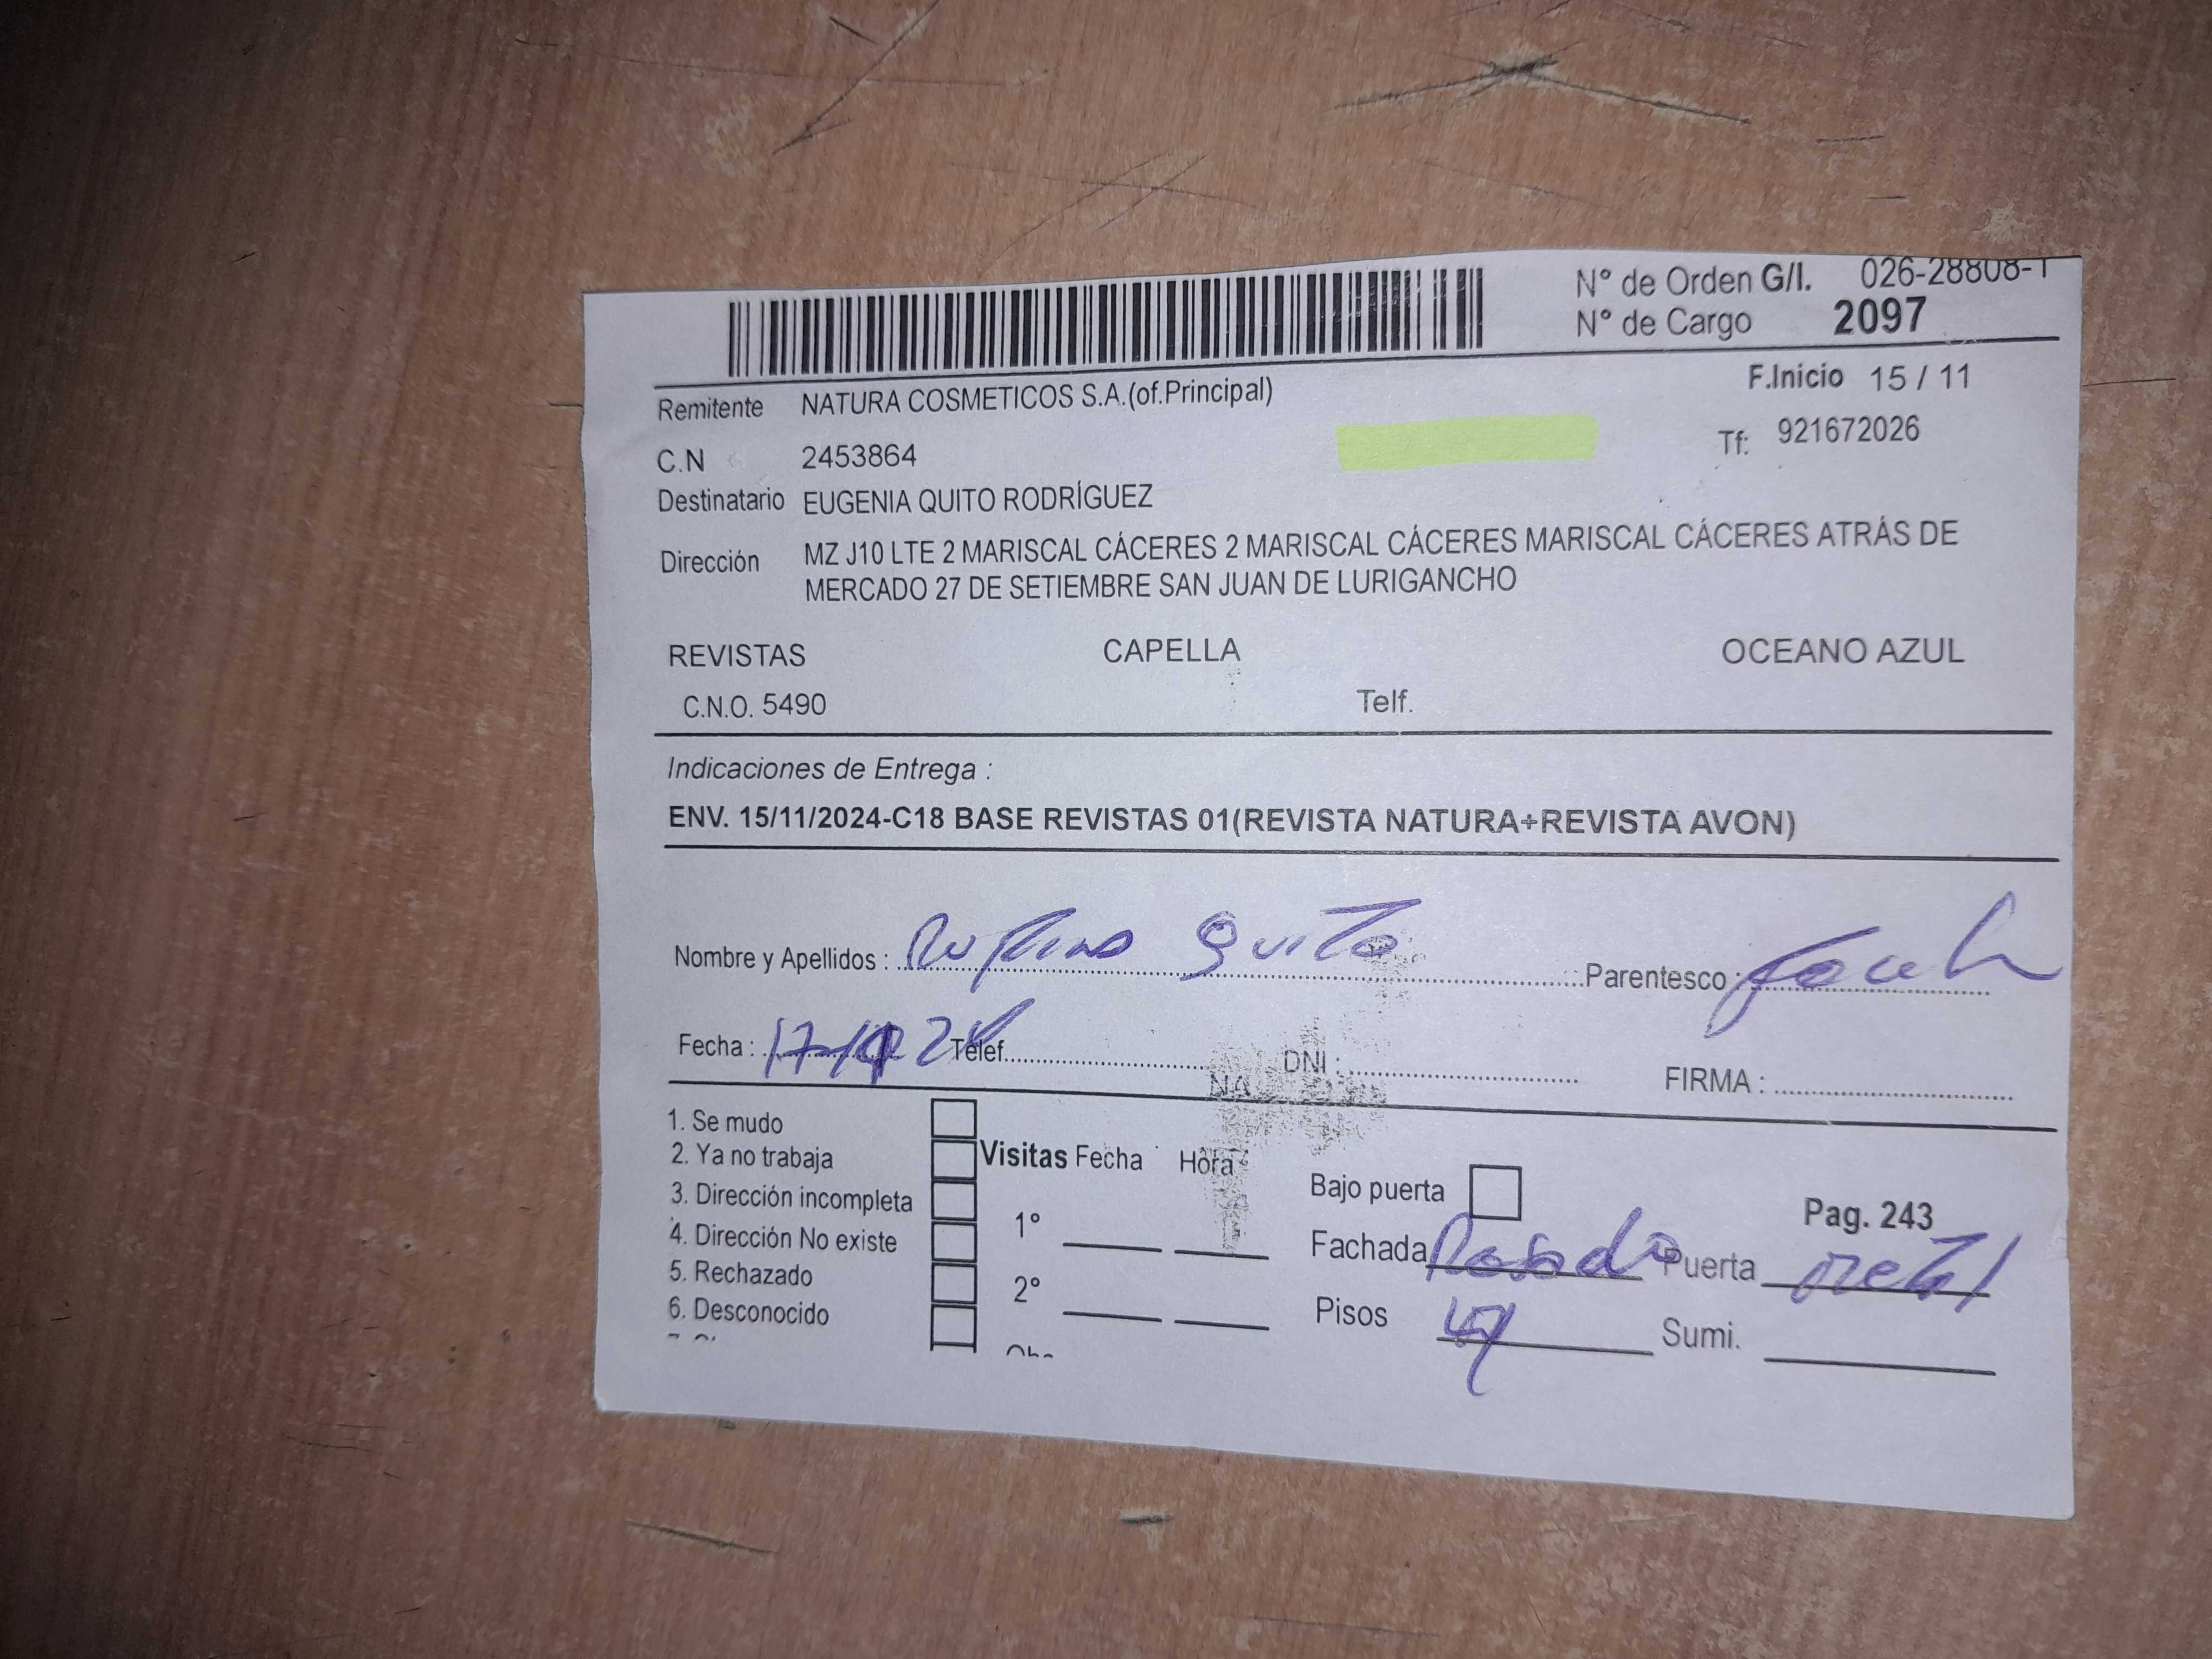 N° de Orden G/I. 026-28808-1
N° de Cargo 2097
F.Inicio 15 / 11
Remitente NATURA COSMETICOS S.A.(of.Principal)
C.N 2453864
Tf: 921672026
Destinatario EUGENIA QUITO RODRÍGUEZ
Dirección MZ J10 LTE 2 MARISCAL CÁCERES 2 MARISCAL CÁCERES MARISCAL CÁCERES ATRÁS DE
MERCADO 27 DE SETIEMBRE SAN JUAN DE LURIGANCHO
REVISTAS CAPELLA OCEANO AZUL
C.N.O. 5490 Telf.
Indicaciones de Entrega :
ENV. 15/11/2024-C18 BASE REVISTAS 01(REVISTA NATURA+REVISTA AVON)
Nombre y Apellidos : Rufino Quito Parentesco :
Fecha : Telef. DNI : FIRMA :
NA
1. Se mudo
2. Ya no trabaja
3. Dirección incompleta
4. Dirección No existe
5. Rechazado
6. Desconocido
Visitas Fecha Hora
1°
2°
Bajo puerta
Pag. 243
Fachada Rosado Puerta metal
Pisos 4 Sumi.